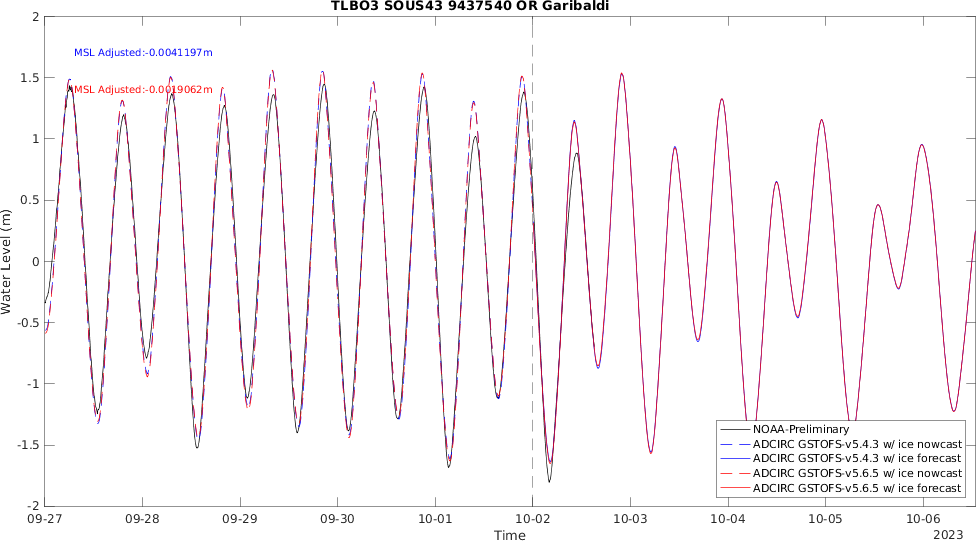 TLBO3 SOUS43 9437540 OR Garibaldi
2
1.5
1
0.5
0
-0.5
-1
-1.5
-2
Water Level (m)
MSL Adjusted:-0.0041197m
MSL Adjusted:-0.0019062m
NOAA-Preliminary
ADCIRC GSTOFS-v5.4.3 w/ ice nowcast
ADCIRC GSTOFS-v5.4.3 w/ ice forecast
ADCIRC GSTOFS-v5.6.5 w/ ice nowcast
ADCIRC GSTOFS-v5.6.5 w/ ice forecast
09-27 09-28 09-29 09-30 10-01 10-02 10-03 10-04 10-05 10-06
Time
2023